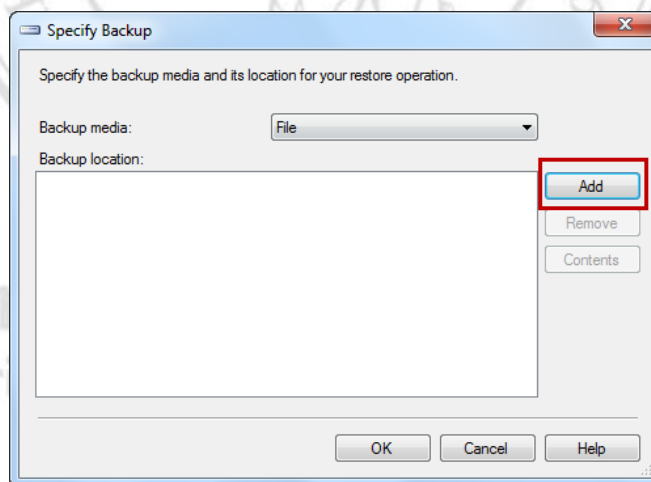 Specify Backup
Specify the backup media and its location for your restore operation.
Backup media:
File
Backup location:
Add
Remove
Contents
OK
Cancel
Help